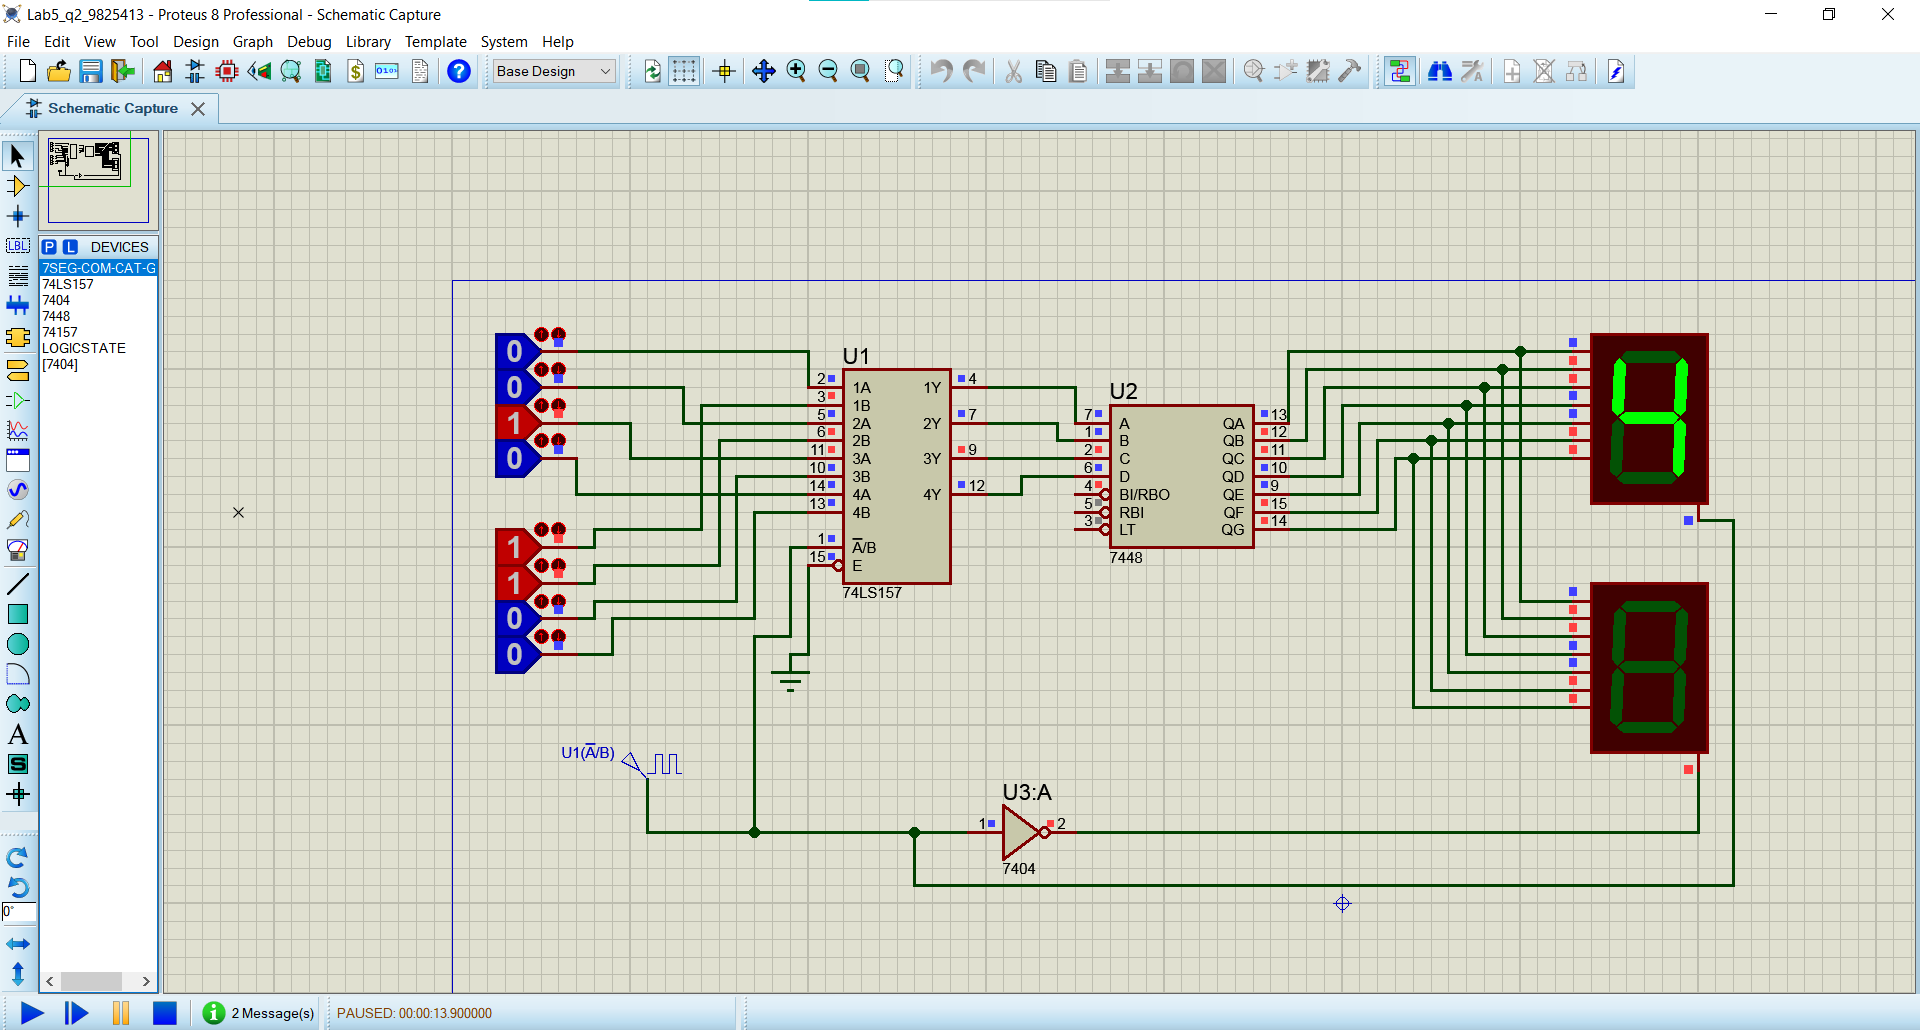 Lab5_q2_9825413 - Proteus 8 Professional - Schematic Capture
File Edit View Tool Design Graph Debug Library Template System Help
Base Design
Schematic Capture
LBL
A
S
0°
P L DEVICES
7SEG-COM-CAT-G
74LS157
7404
7448
74157
LOGICSTATE
[7404]
0
0
1
0
1
1
0
0
U1
2 1A
3 1B
5 2A
6 2B
11 3A
10 3B
14 4A
13 4B
1 A/B
15 E
1Y 4
2Y 7
3Y 9
4Y 12
74LS157
U2
7 A
1 B
2 C
6 D
4 BI/RBO
5 RBI
3 LT
QA 13
QB 12
QC 11
QD 10
QE 9
QF 15
QG 14
7448
U1(A/B)
U3:A
1 2
7404
2 Message(s)
PAUSED: 00:00:13.900000